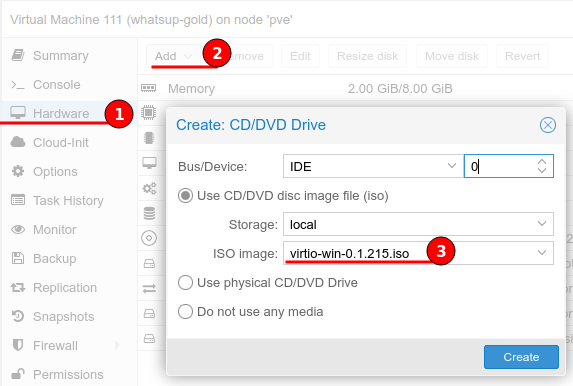 Virtual Machine 111 (whatsup-gold) on node 'pve'
Summary
Console
Hardware
Cloud-Init
Options
Task History
Monitor
Backup
Replication
Snapshots
Firewall
Permissions
1
Add
2
Edit
Resize disk
Move disk
Revert
Memory
2.00 GiB/8.00 GiB
Create: CD/DVD Drive
Bus/Device: IDE 0
Use CD/DVD disc image file (iso)
Storage: local
ISO image: virtio-win-0.1.215.iso
3
Use physical CD/DVD Drive
Do not use any media
Create